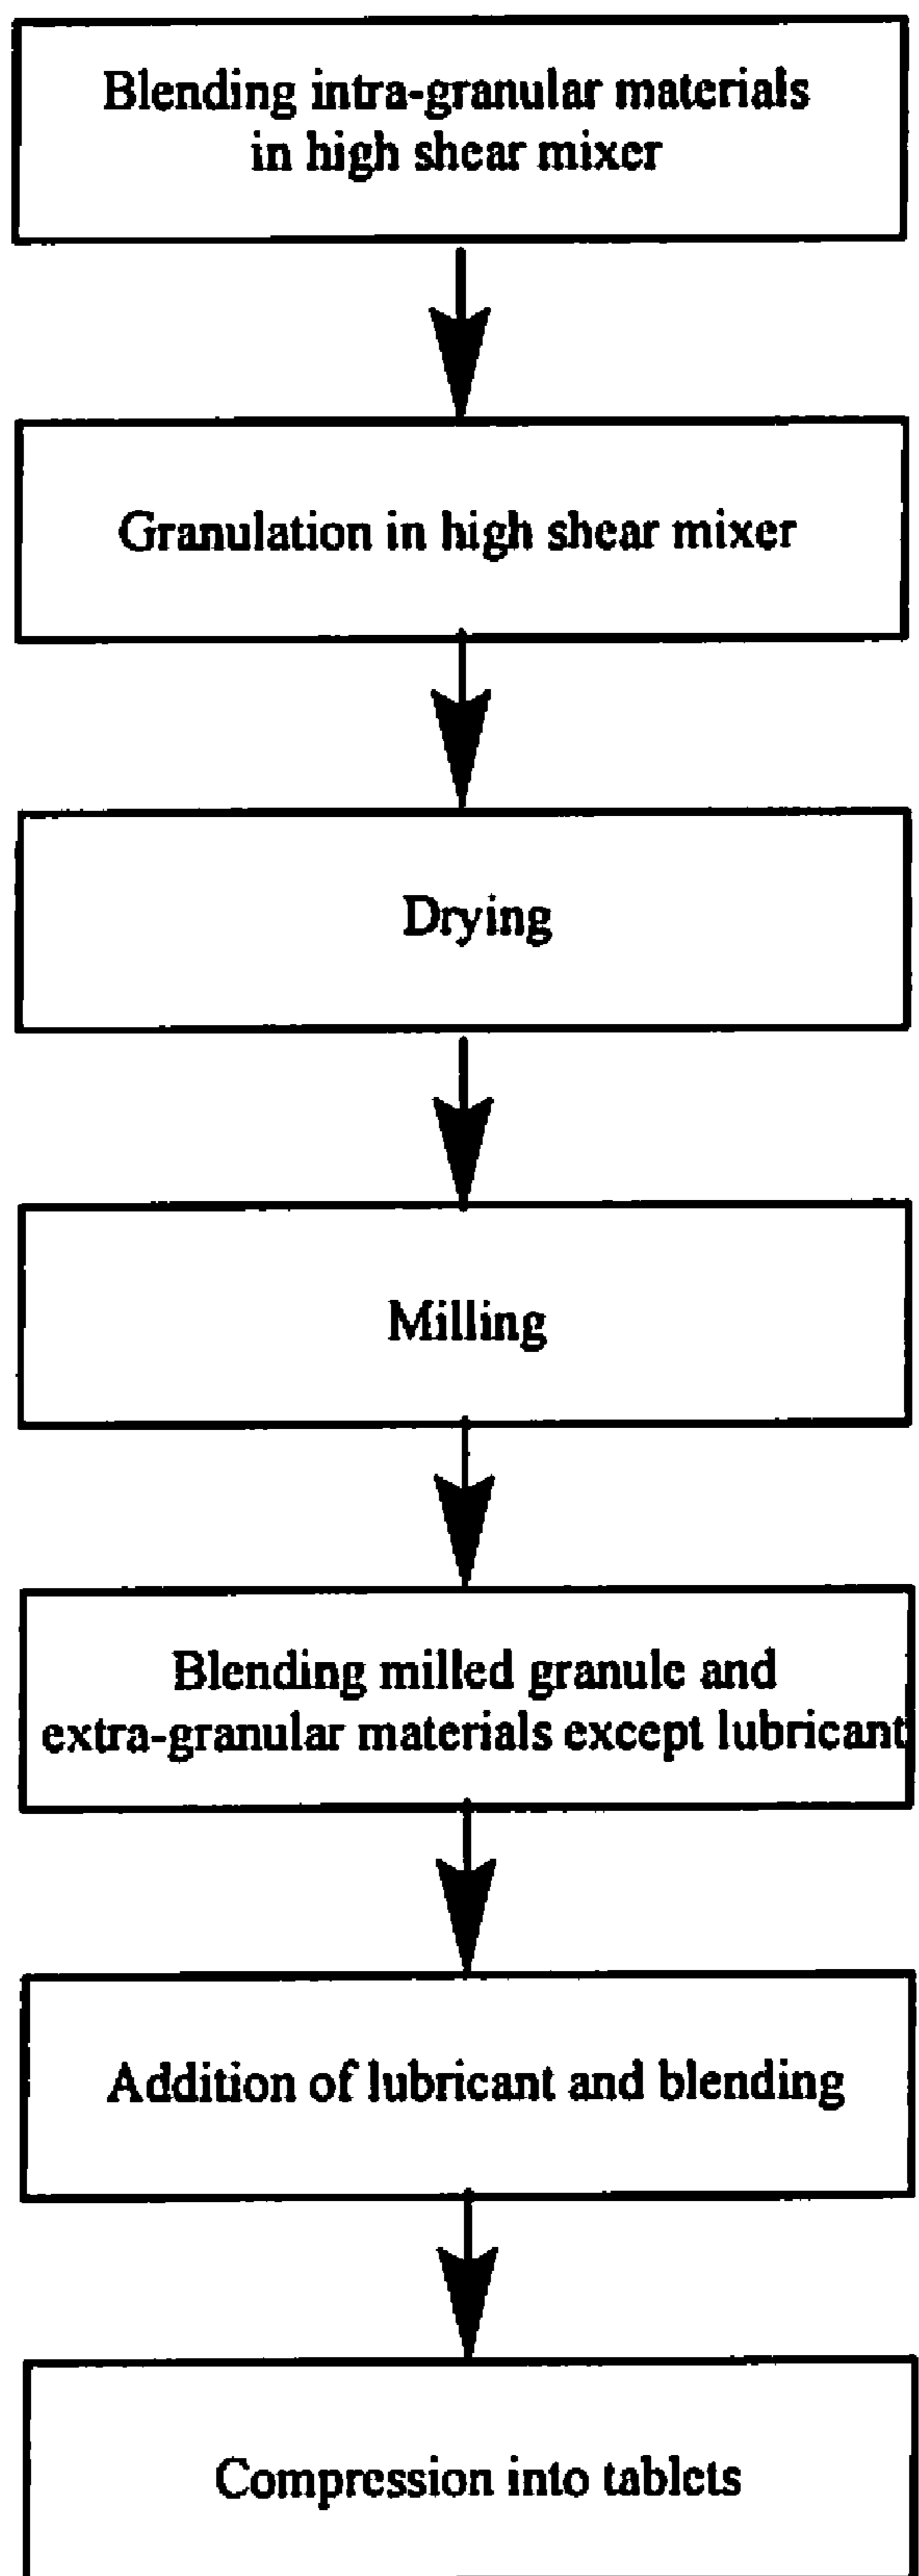 Blending intra-granular materials
in high shear mixer
Granulation in high shear mixer
Drying
Milling
Blending milled granule and
extra-granular materials except lubricant
Addition of lubricant and blending
Compression into tablets